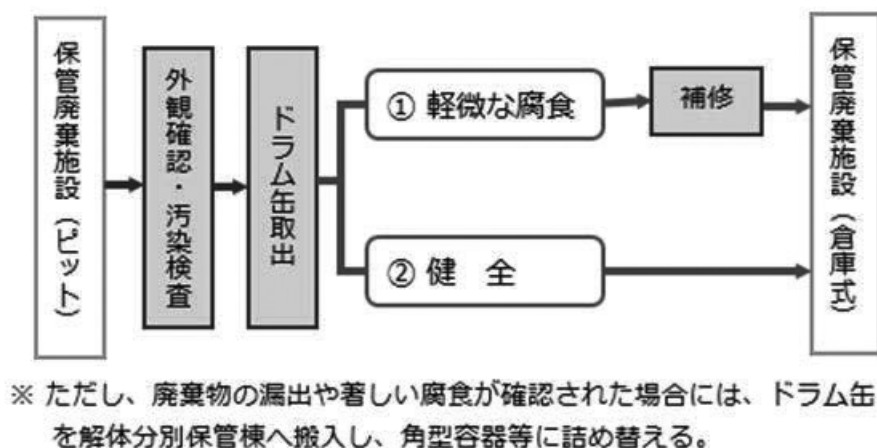 保管廃棄施設（ピット）
外観確認・汚染検査
ドラム缶取出
① 軽微な腐食
補修
② 健　全
保管廃棄施設（倉庫式）
※ ただし、廃棄物の漏出や著しい腐食が確認された場合には、ドラム缶
を解体分別保管棟へ搬入し、角型容器等に詰め替える。